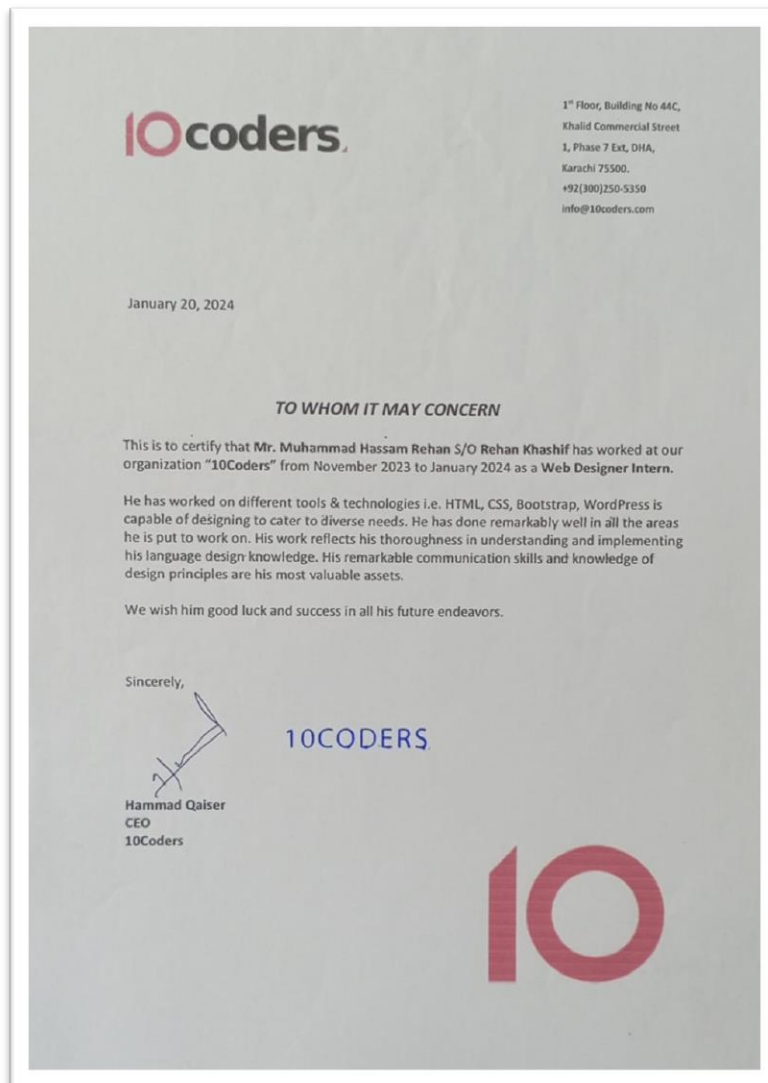 10coders.
1st Floor, Building No 44C,
Khalid Commercial Street
1, Phase 7 Ext, DHA,
Karachi 75500.
+92(300)250-5350
info@10coders.com
January 20, 2024
TO WHOM IT MAY CONCERN
This is to certify that Mr. Muhammad Hassam Rehan S/O Rehan Khashif has worked at our
organization "10Coders" from November 2023 to January 2024 as a Web Designer Intern.
He has worked on different tools & technologies i.e. HTML, CSS, Bootstrap, WordPress is
capable of designing to cater to diverse needs. He has done remarkably well in all the areas
he is put to work on. His work reflects his thoroughness in understanding and implementing
his language design knowledge. His remarkable communication skills and knowledge of
design principles are his most valuable assets.
We wish him good luck and success in all his future endeavors.
Sincerely,
10CODERS
Hammad Qaiser
CEO
10Coders
10